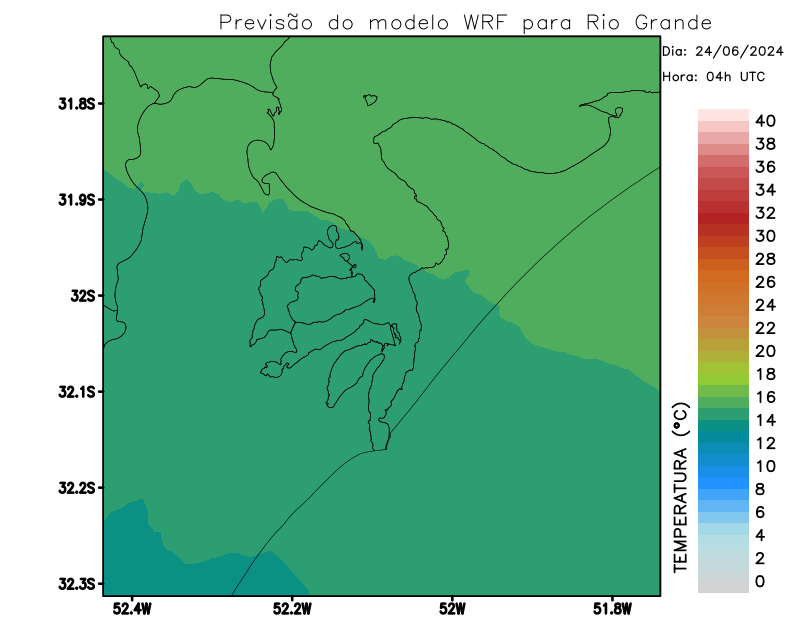 Previsão do modelo WRF para Rio Grande
Dia: 24/06/2024
Hora: 04h UTC
31.8S
31.9S
32S
32.1S
32.2S
32.3S
52.4W
52.2W
52W
51.8W
TEMPERATURA (°C)
40
38
36
34
32
30
28
26
24
22
20
18
16
14
12
10
8
6
4
2
0